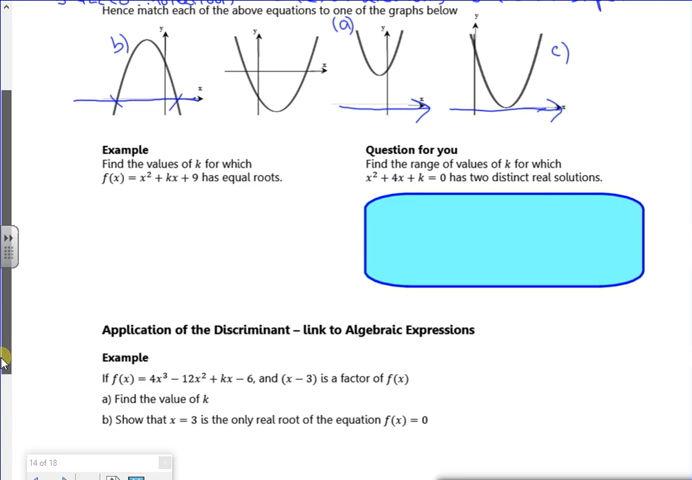 Hence match each of the above equations to one of the graphs below
b)
y
x
y
x
(a)
y
x
y
x
c)
Example
Find the values of k for which
f(x) = x² + kx + 9 has equal roots.
Question for you
Find the range of values of k for which
x² + 4x + k = 0 has two distinct real solutions.
Application of the Discriminant – link to Algebraic Expressions
Example
If f(x) = 4x³ − 12x² + kx − 6, and (x − 3) is a factor of f(x)
a) Find the value of k
b) Show that x = 3 is the only real root of the equation f(x) = 0
14 of 18